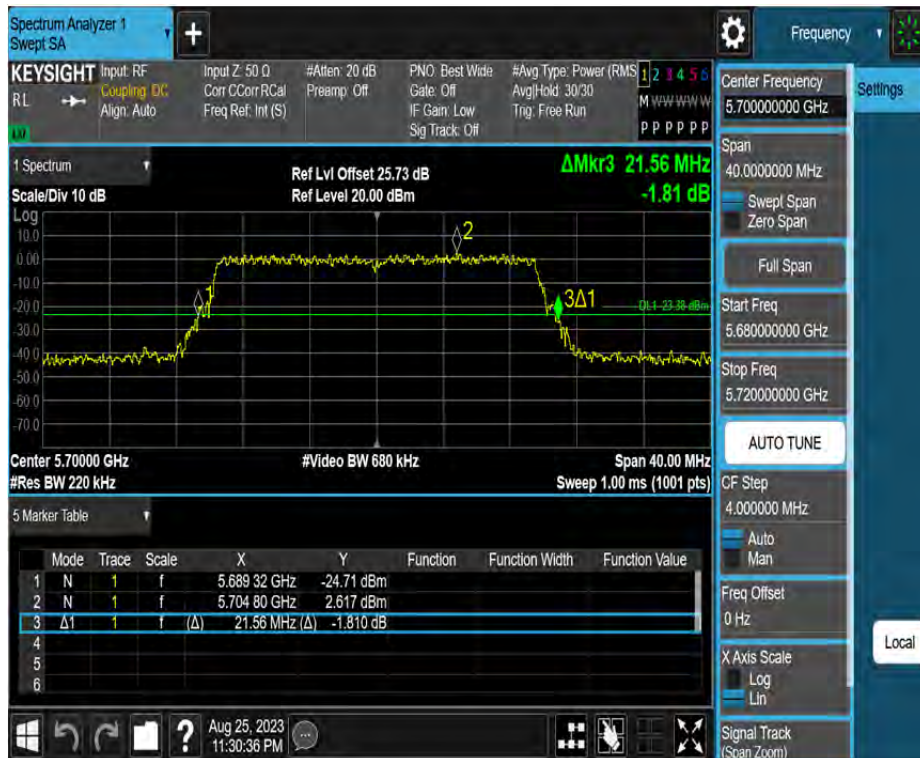 Spectrum Analyzer 1
Swept SA
+
Frequency
KEYSIGHT
RL
LXI
Input: RF
Coupling: DC
Align: Auto
Input Z: 50 Ω
Corr CCorr RCal
Freq Ref: Int (S)
#Atten: 20 dB
Preamp: Off
PNO: Best Wide
Gate: Off
IF Gain: Low
Sig Track: Off
#Avg Type: Power (RMS
Avg|Hold: 30/30
Trig: Free Run
1 2 3 4 5 6
M W W W W W
P P P P P P
1 Spectrum
Scale/Div 10 dB
Ref Lvl Offset 25.73 dB
Ref Level 20.00 dBm
ΔMkr3 21.56 MHz
-1.81 dB
Log
10.0
0.00
-10.0
-20.0
-30.0
-40.0
-50.0
-60.0
-70.0
1
2
3Δ1
DL1 -23.38 dBm
Center 5.70000 GHz
#Video BW 680 kHz
Span 40.00 MHz
#Res BW 220 kHz
Sweep 1.00 ms (1001 pts)
5 Marker Table
Mode Trace Scale X Y Function Function Width Function Value
1 N 1 f 5.689 32 GHz -24.71 dBm
2 N 1 f 5.704 80 GHz 2.617 dBm
3 Δ1 1 f (Δ) 21.56 MHz (Δ) -1.810 dB
4
5
6
?
Aug 25, 2023
11:30:36 PM
Center Frequency
5.700000000 GHz
Settings
Span
40.0000000 MHz
Swept Span
Zero Span
Full Span
Start Freq
5.680000000 GHz
Stop Freq
5.720000000 GHz
AUTO TUNE
CF Step
4.000000 MHz
Auto
Man
Freq Offset
0 Hz
X Axis Scale
Log
Lin
Local
Signal Track
(Span Zoom)